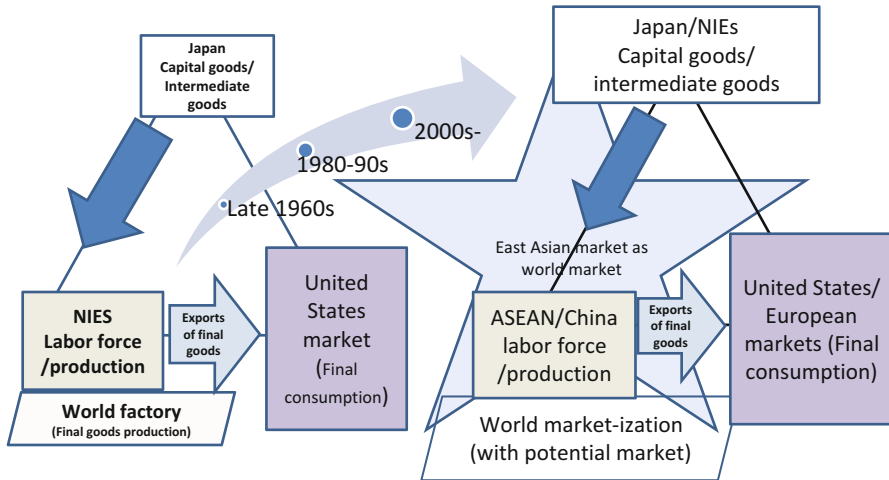 Japan
Capital goods/
Intermediate
goods
Japan/NIEs
Capital goods/
intermediate goods
2000s-
1980-90s
Late 1960s
East Asian market as
world market
NIES
Labor force
/production
Exports
of final
goods
United
States
market
(Final
consumption)
ASEAN/China
labor force
/production
Exports
of final
goods
United States/
European
markets (Final
consumption)
World factory
(Final goods production)
World market-ization
(with potential market)